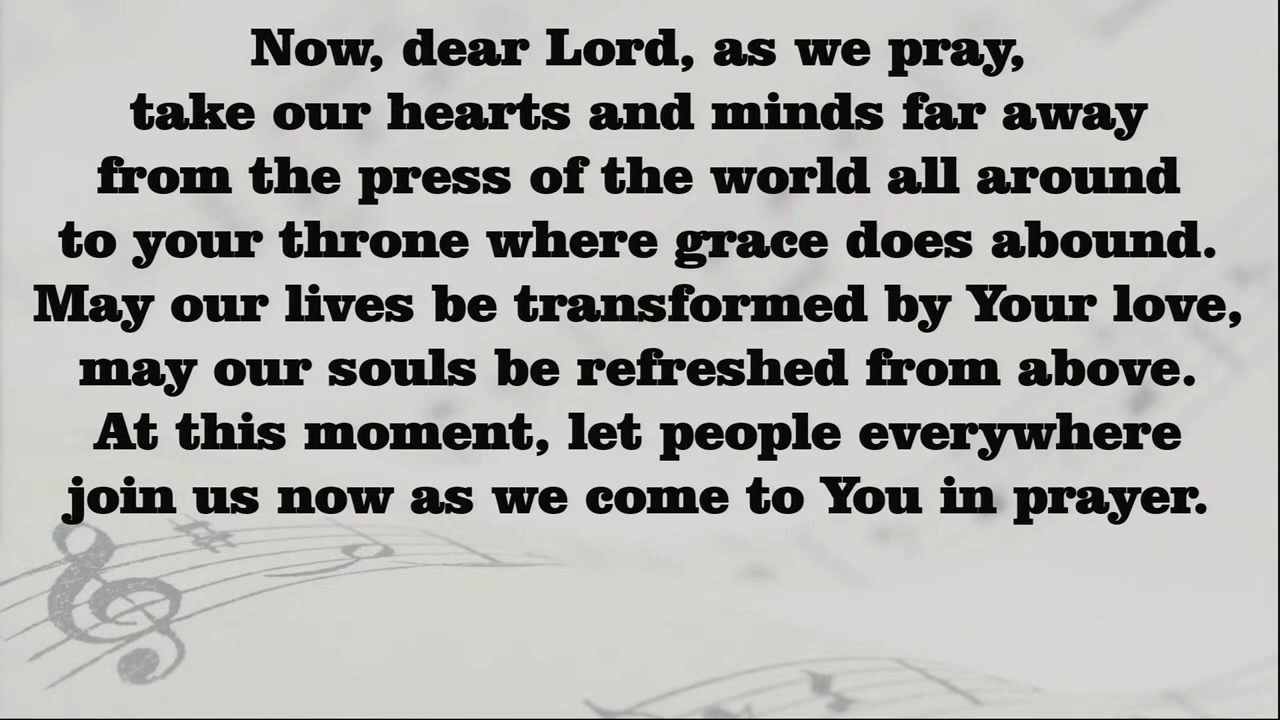 Now, dear Lord, as we pray,
take our hearts and minds far away
from the press of the world all around
to your throne where grace does abound.
May our lives be transformed by Your love,
may our souls be refreshed from above.
At this moment, let people everywhere
join us now as we come to You in prayer.